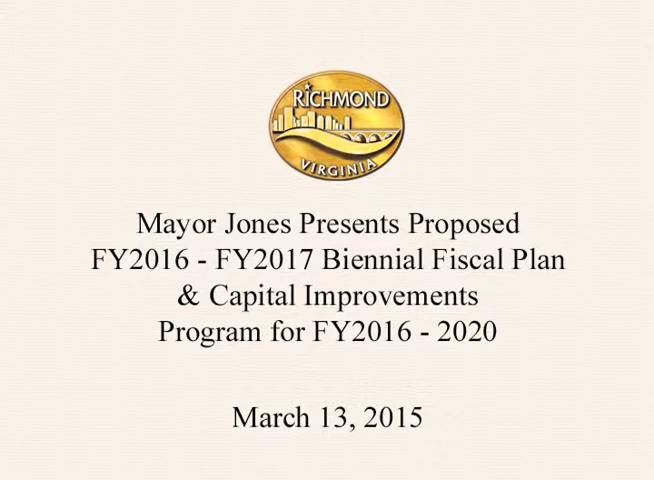 RiCHMOND
VIRGINIA
Mayor Jones Presents Proposed
FY2016 - FY2017 Biennial Fiscal Plan
& Capital Improvements
Program for FY2016 - 2020
March 13, 2015